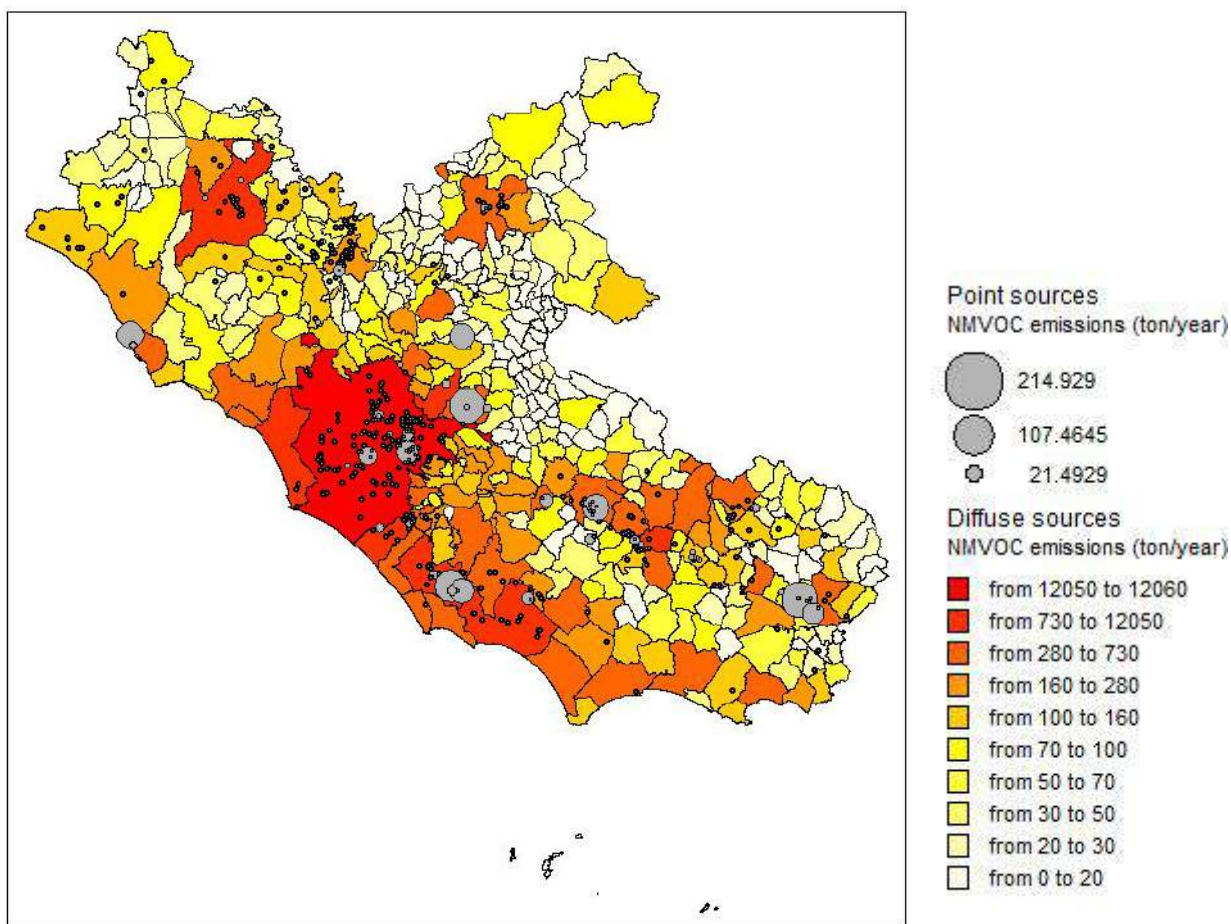 Point sources
NMVOC emissions (ton/year)
214.929
107.4645
21.4929
Diffuse sources
NMVOC emissions (ton/year)
from 12050 to 12060
from 730 to 12050
from 280 to 730
from 160 to 280
from 100 to 160
from 70 to 100
from 50 to 70
from 30 to 50
from 20 to 30
from 0 to 20